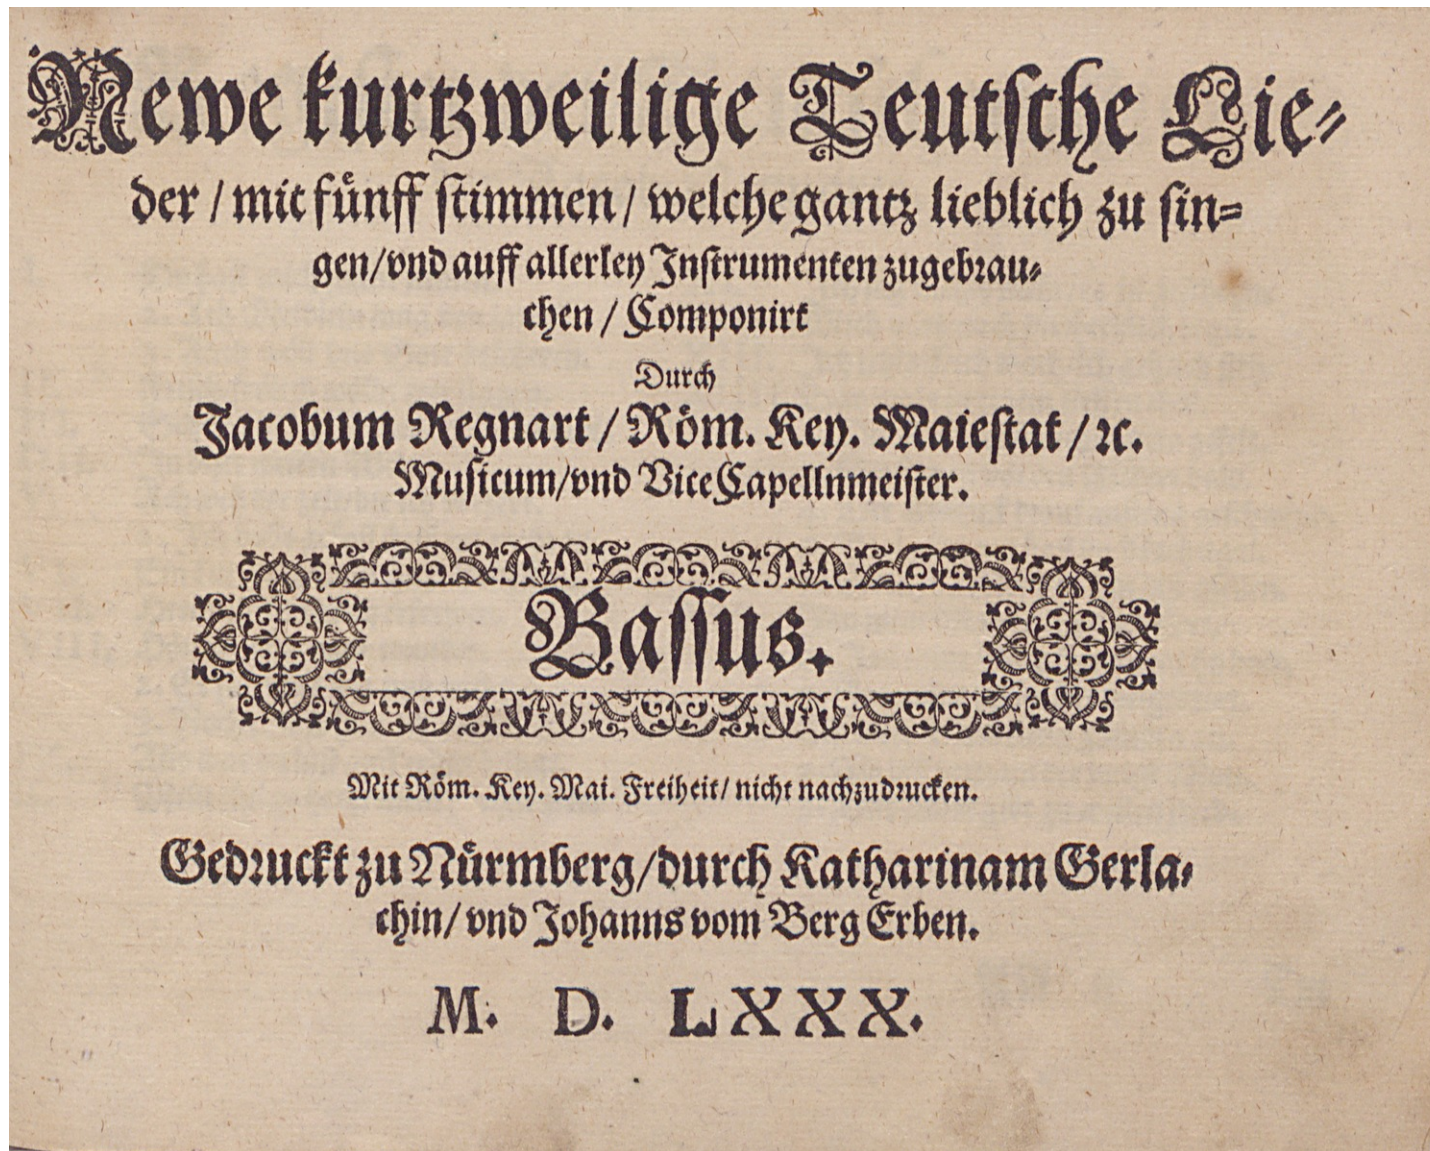 Newe kurtzweilige Teutsche Lie-
der / mit fünff stimmen / welche gantz lieblich zu sin-
gen/vnd auff allerley Instrumenten zugebrau-
chen / Componirt
Durch
Jacobum Regnart / Röm. Key. Maiestat / ꝛc.
Musicum/vnd ViceCapellnmeister.
Bassus.
Mit Röm. Key. Mai. Freiheit/ nicht nachzudrucken.
Gedruckt zu Nürmberg/durch Katharinam Gerla-
chin/ vnd Johanns vom Berg Erben.
M. D. LXXX.